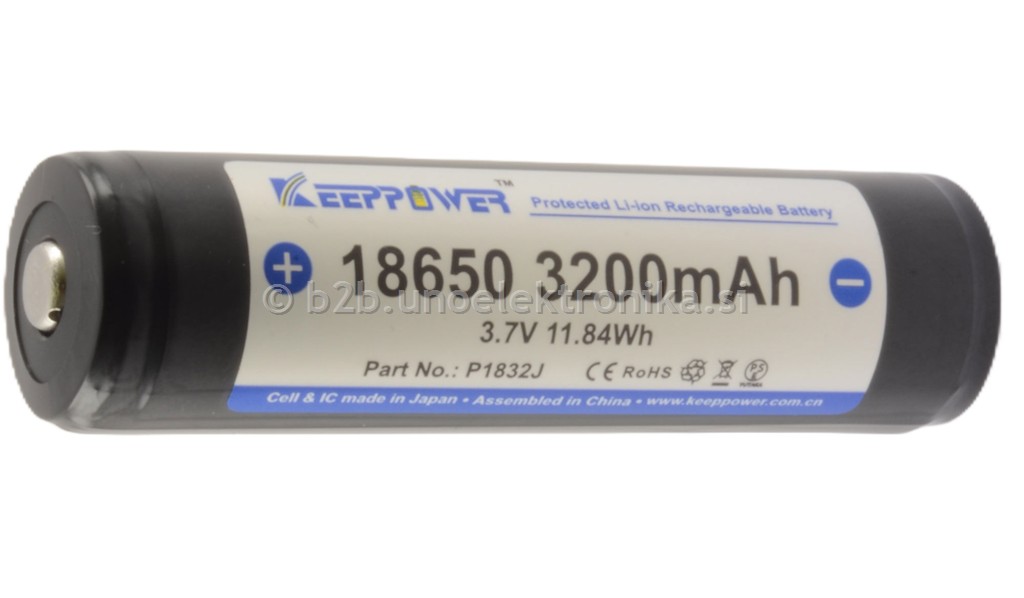 KEEPPOWER™
Protected Li-ion Rechargeable Battery
+ 18650 3200mAh −
© b2b.unoelektronika.si
3.7V 11.84Wh
Part No.: P1832J CE RoHS PS
Cell & IC made in Japan • Assembled in China • www.keeppower.com.cn